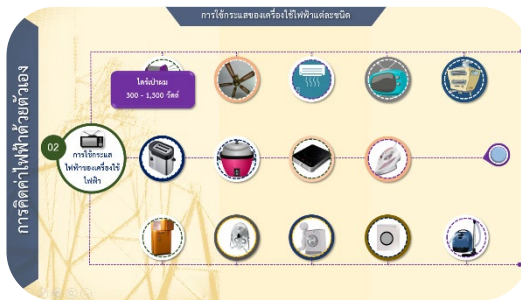 การใช้กระแสของเครื่องใช้ไฟฟ้าแต่ละชนิด
การคิดค่าไฟฟ้าด้วยตัวเอง
ไดร์เป่าผม
300 - 1,300 วัตต์
02
การใช้กระแส
ไฟฟ้าของเครื่องใช้
ไฟฟ้า